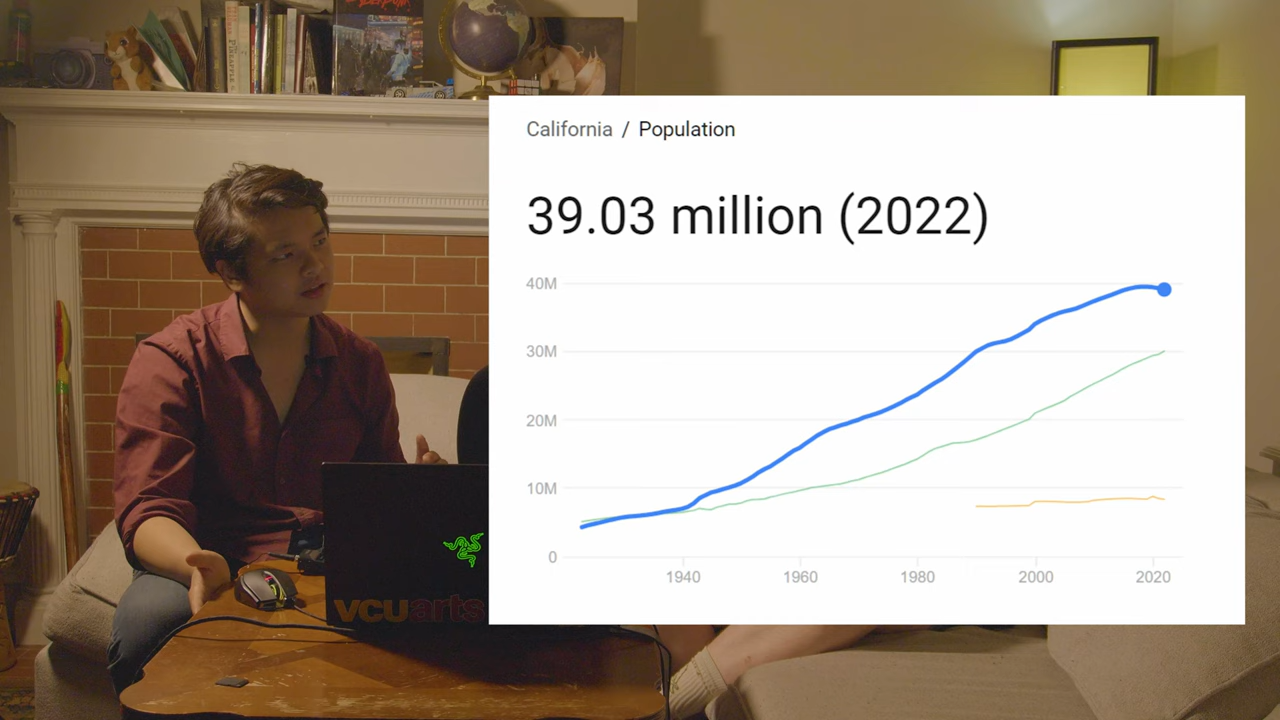 California / Population
39.03 million (2022)
40M
30M
20M
10M
0
1940
1960
1980
2000
2020
vcuarts